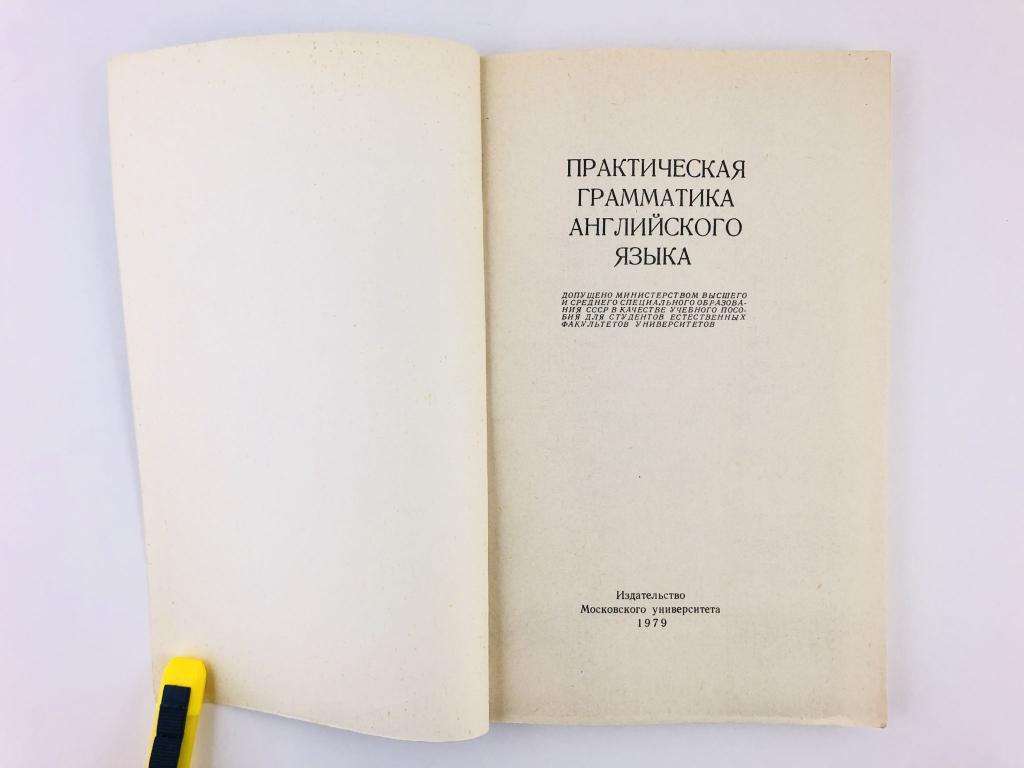 ПРАКТИЧЕСКАЯ
ГРАММАТИКА
АНГЛИЙСКОГО
ЯЗЫКА
ДОПУЩЕНО МИНИСТЕРСТВОМ ВЫСШЕГО
И СРЕДНЕГО СПЕЦИАЛЬНОГО ОБРАЗОВА-
НИЯ СССР В КАЧЕСТВЕ УЧЕБНОГО ПОСО-
БИЯ ДЛЯ СТУДЕНТОВ ЕСТЕСТВЕННЫХ
ФАКУЛЬТЕТОВ УНИВЕРСИТЕТОВ
Издательство
Московского университета
1979